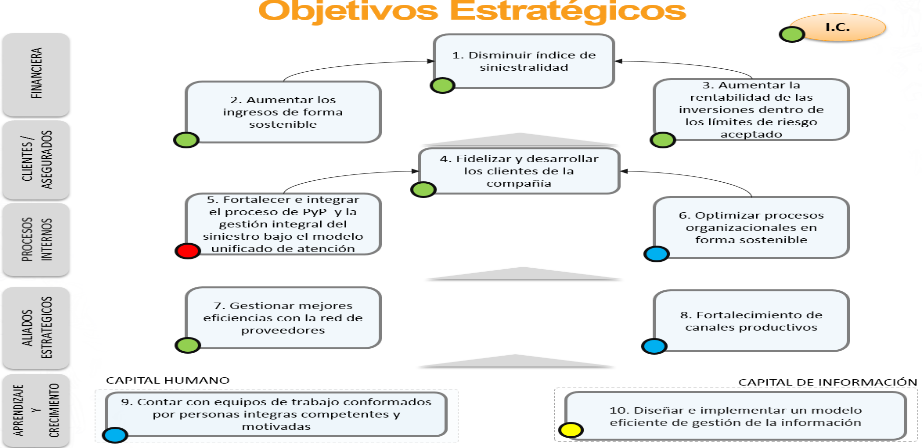 Objetivos Estratégicos
I.C.
FINANCIERA
1. Disminuir índice de
siniestralidad
2. Aumentar los
ingresos de forma
sostenible
3. Aumentar la
rentabilidad de las
inversiones dentro de
los límites de riesgo
aceptado
CLIENTES /
ASEGURADOS
4. Fidelizar y desarrollar
los clientes de la
compañía
PROCESOS
INTERNOS
5. Fortalecer e integrar
el proceso de PyP y la
gestión integral del
siniestro bajo el modelo
unificado de atención
6. Optimizar procesos
organizacionales en
forma sostenible
ALIADOS
ESTRATEGICOS
7. Gestionar mejores
eficiencias con la red de
proveedores
8. Fortalecimiento de
canales productivos
APRENDIZAJE
Y
CRECIMIENTO
CAPITAL HUMANO
9. Contar con equipos de trabajo conformados
por personas integras competentes y
motivadas
CAPITAL DE INFORMACIÓN
10. Diseñar e implementar un modelo
eficiente de gestión de la información